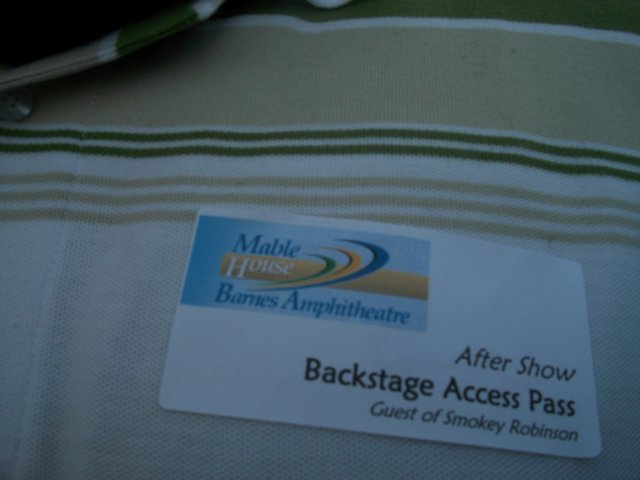 Mable
House
Barnes Amphitheatre
After Show
Backstage Access Pass
Guest of Smokey Robinson